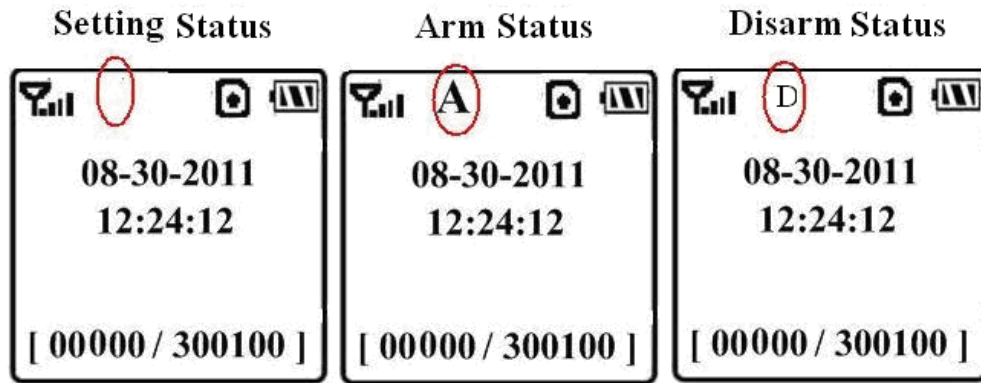 Setting Status
08-30-2011
12:24:12
[ 00000 / 300100 ]
Arm Status
A
08-30-2011
12:24:12
[ 00000 / 300100 ]
Disarm Status
D
08-30-2011
12:24:12
[ 00000 / 300100 ]